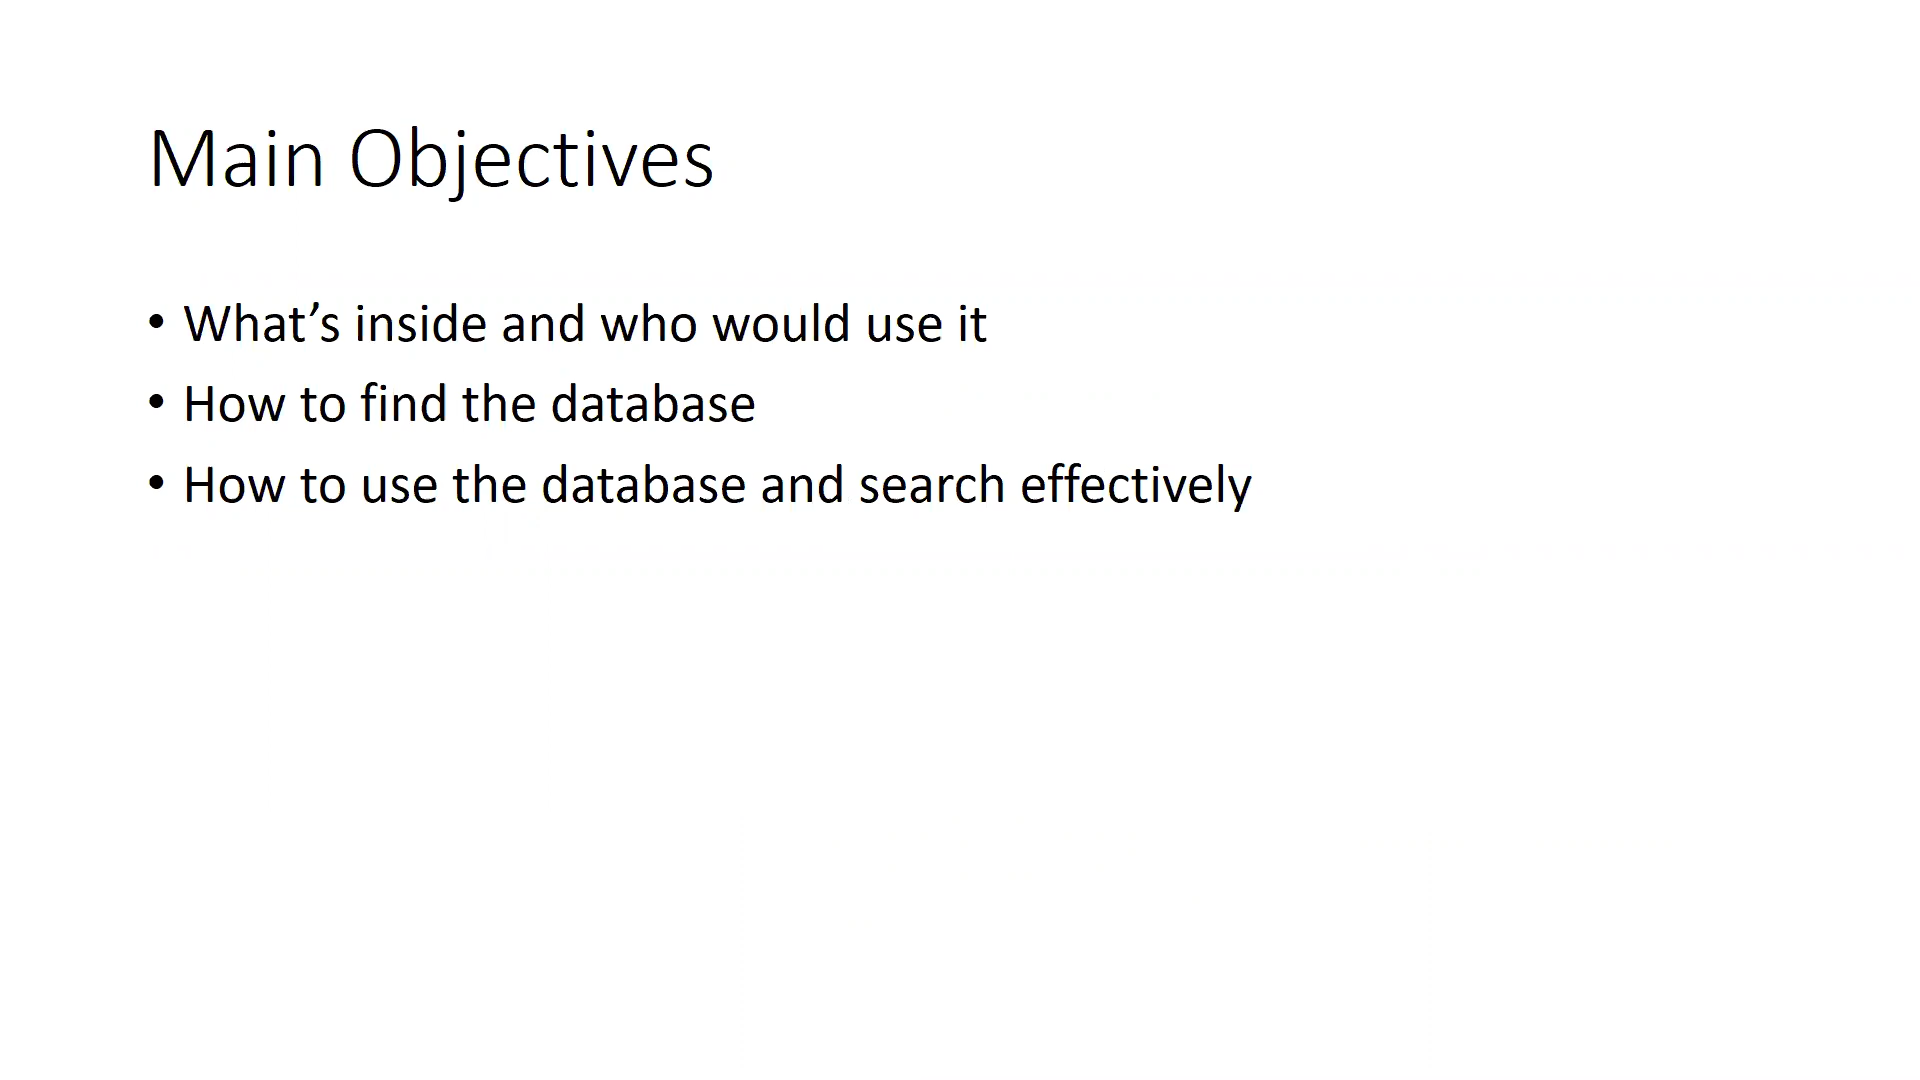 Main Objectives
• What’s inside and who would use it
• How to find the database
• How to use the database and search effectively